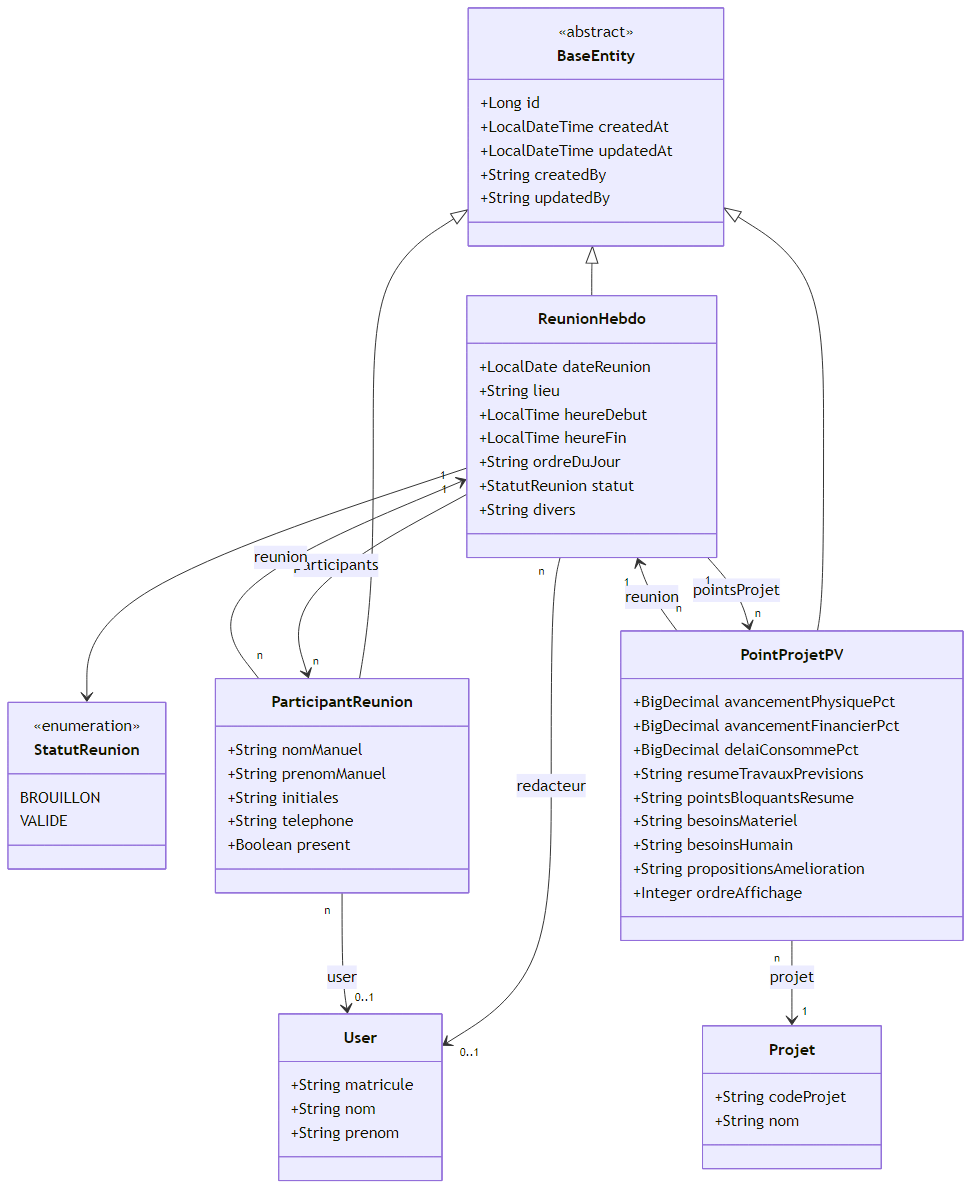 «abstract»
BaseEntity
+Long id
+LocalDateTime createdAt
+LocalDateTime updatedAt
+String createdBy
+String updatedBy
ReunionHebdo
+LocalDate dateReunion
+String lieu
+LocalTime heureDebut
+LocalTime heureFin
+String ordreDuJour
+StatutReunion statut
+String divers
1
1
reunion
participants
n
n
n
redacteur
0..1
1
reunion
n
1
pointsProjet
n
«enumeration»
StatutReunion
BROUILLON
VALIDE
ParticipantReunion
+String nomManuel
+String prenomManuel
+String initiales
+String telephone
+Boolean present
PointProjetPV
+BigDecimal avancementPhysiquePct
+BigDecimal avancementFinancierPct
+BigDecimal delaiConsommePct
+String resumeTravauxPrevisions
+String pointsBloquantsResume
+String besoinsMateriel
+String besoinsHumain
+String propositionsAmelioration
+Integer ordreAffichage
n
user
0..1
n
projet
1
User
+String matricule
+String nom
+String prenom
Projet
+String codeProjet
+String nom